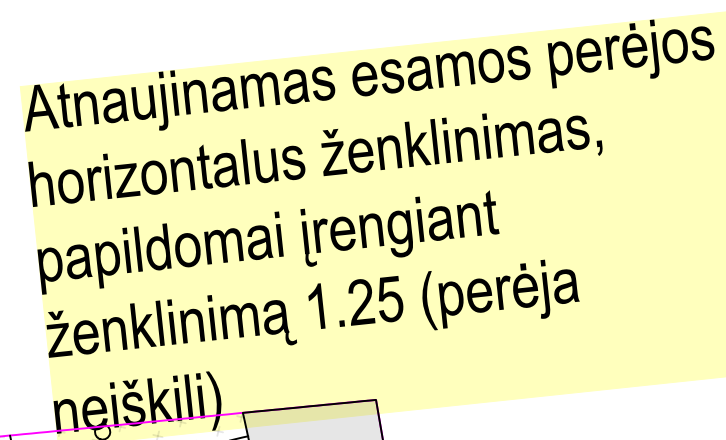 Atnaujinamas esamos perėjos
horizontalus ženklinimas,
papildomai įrengiant
ženklinimą 1.25 (perėja
neiškili)